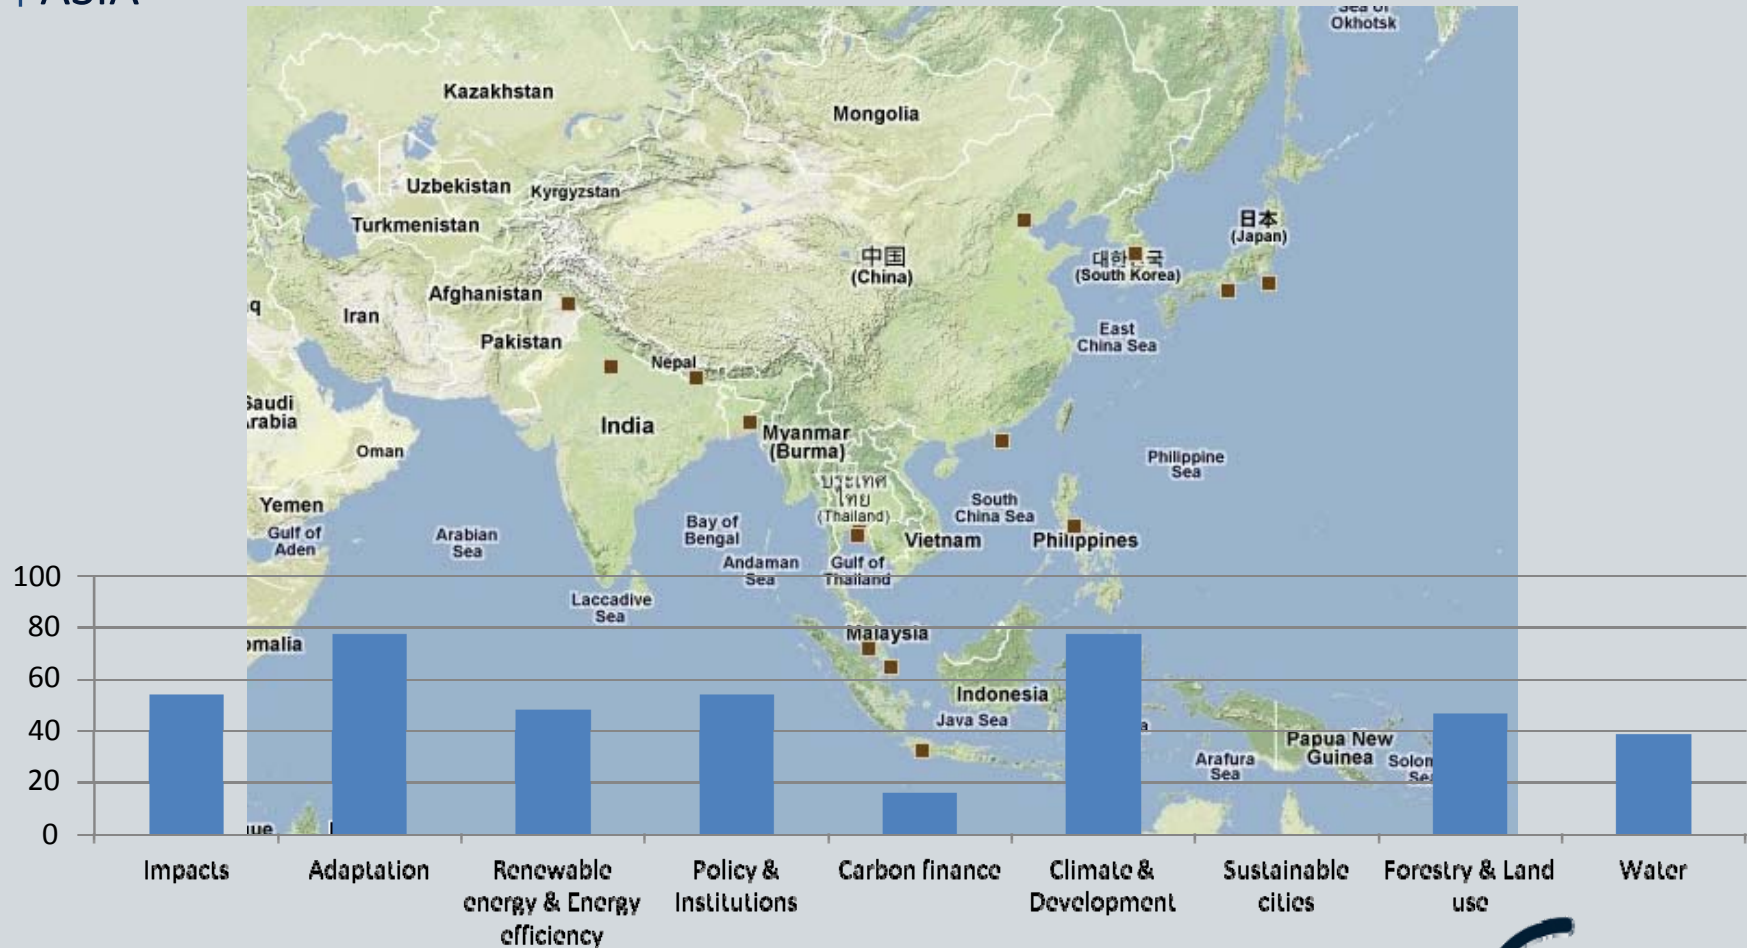 ASIA
Sea of
Okhotsk
Kazakhstan
Mongolia
Uzbekistan
Kyrgyzstan
Turkmenistan
日本
(Japan)
中国
(China)
(South Korea)
Afghanistan
Iran
Pakistan
East
China Sea
Nepal
Saudi
Arabia
India
Myanmar
(Burma)
Oman
Philippine
Sea
ประเทศ
ไทย
(Thailand)
Yemen
Gulf of
Aden
Arabian
Sea
Bay of
Bengal
South
China Sea
Vietnam
Philippines
Andaman
Sea
Gulf of
Thailand
Laccadive
Sea
Malaysia
Indonesia
Java Sea
Papua New
Guinea
Arafura
Sea
100
80
60
40
20
0
Impacts
Adaptation
Renewable
energy & Energy
efficiency
Policy &
Institutions
Carbon finance
Climate &
Development
Sustainable
cities
Forestry & Land
use
Water